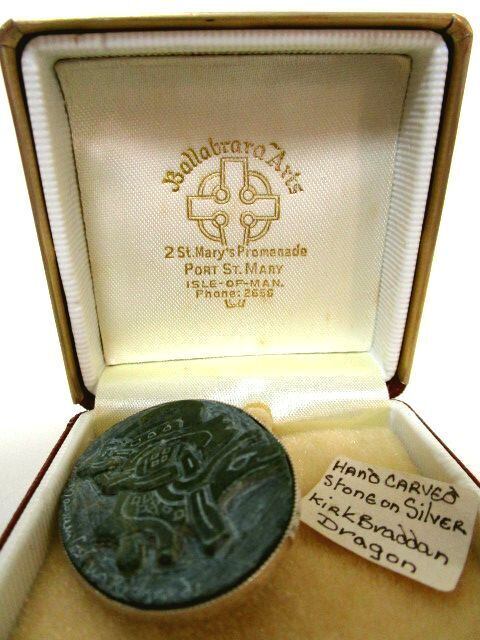 Ballabrara Arts
2 St. Mary's Promenade
PORT ST. MARY
ISLE-OF-MAN.
Phone: 2656
HAND CARVED
stone on SILVER
Kirk Braddan
Dragon